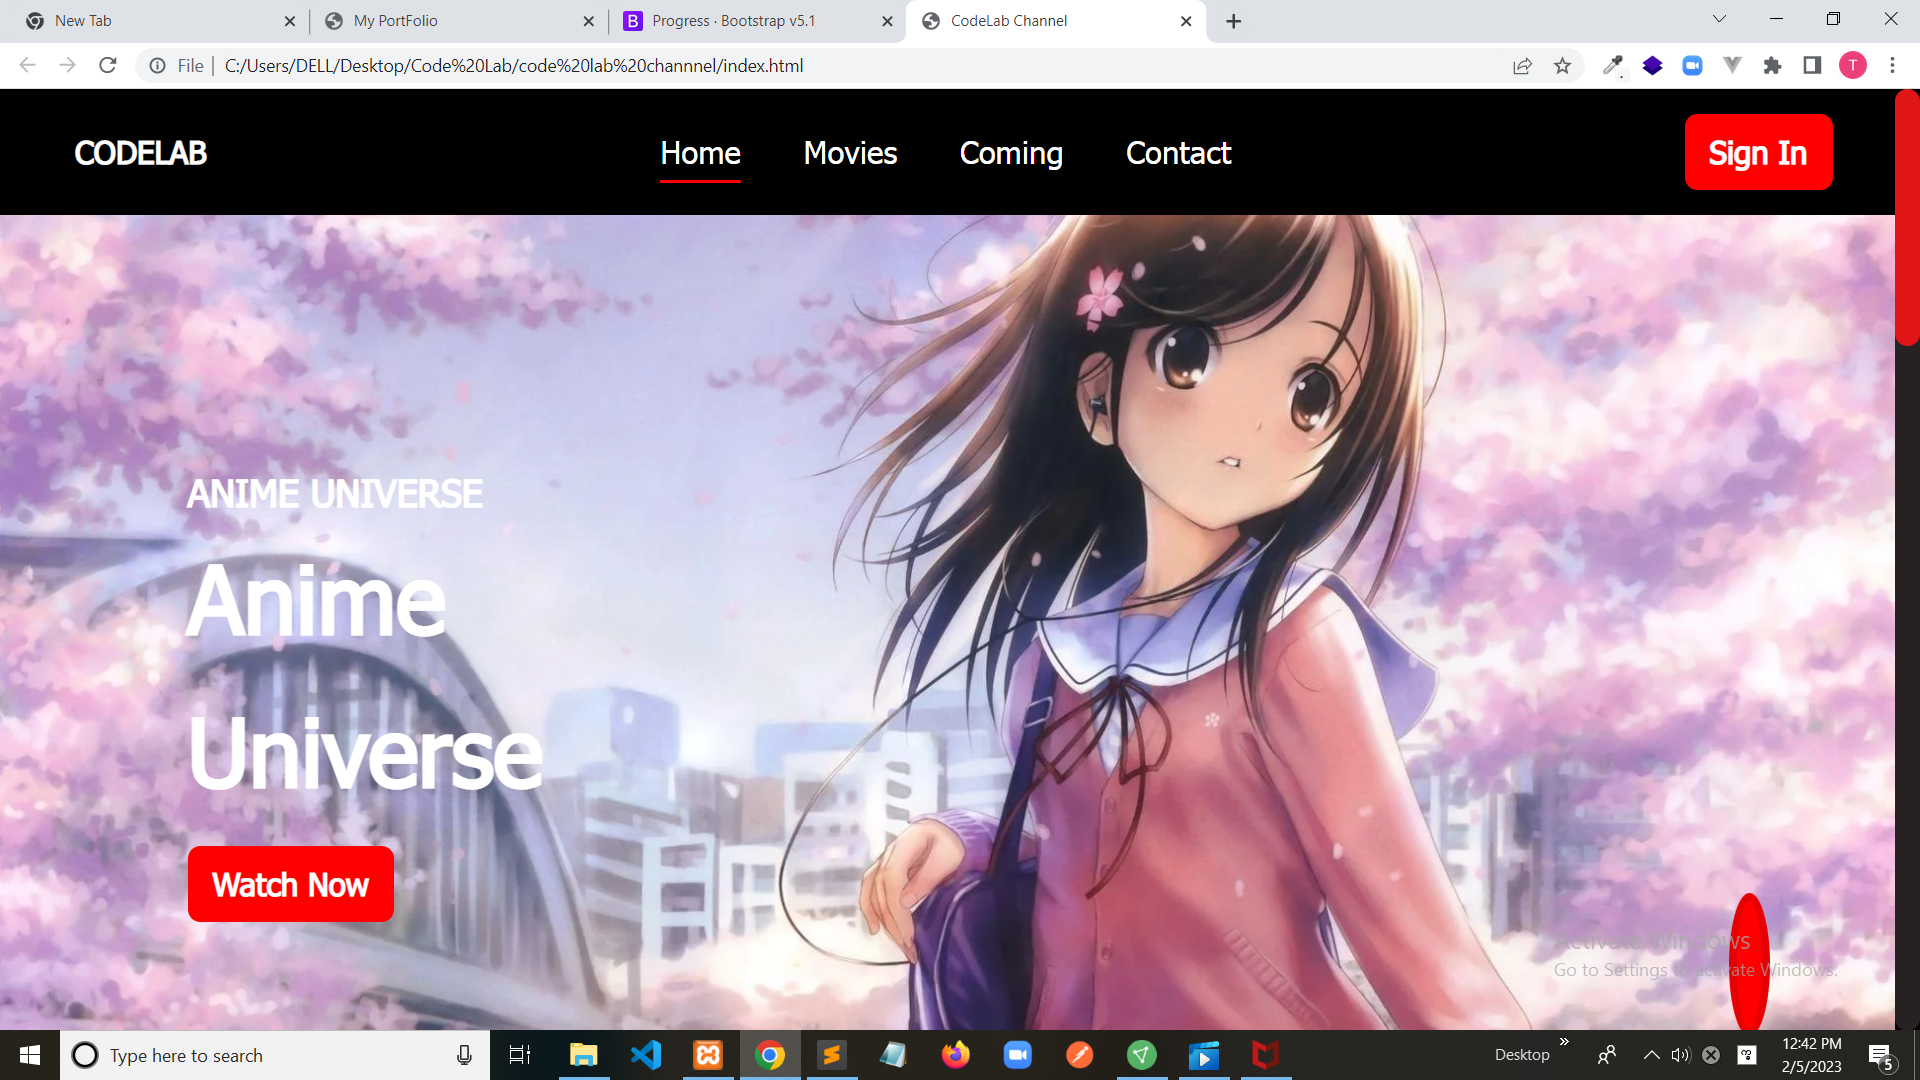 New Tab
My PortFolio
Progress · Bootstrap v5.1
CodeLab Channel
File
C:/Users/DELL/Desktop/Code%20Lab/code%20lab%20channnel/index.html
T
CODELAB
Home
Movies
Coming
Contact
Sign In
ANIME UNIVERSE
Anime
Universe
Watch Now
Activate Windows
Go to Settings to activate Windows.
Type here to search
Desktop
12:42 PM
2/5/2023
5